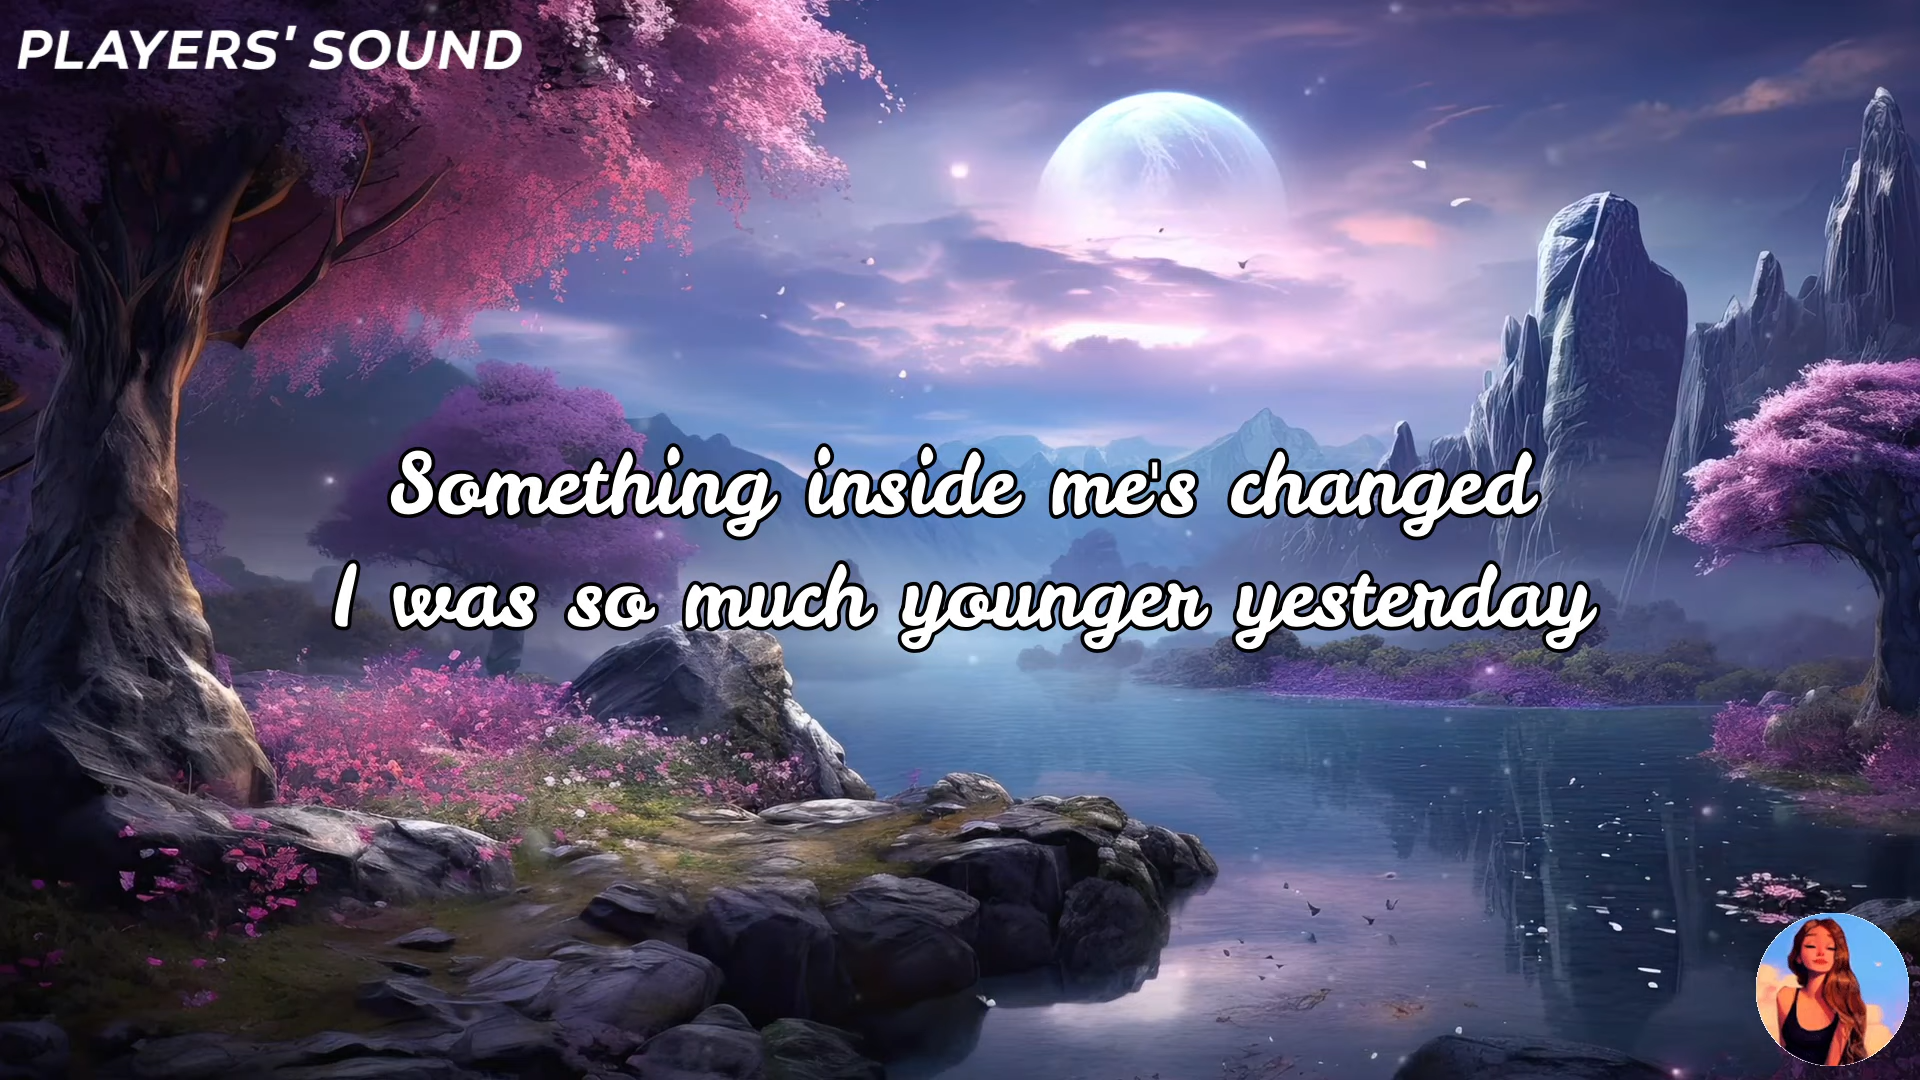 PLAYERS' SOUND
Something inside me's changed
I was so much younger yesterday